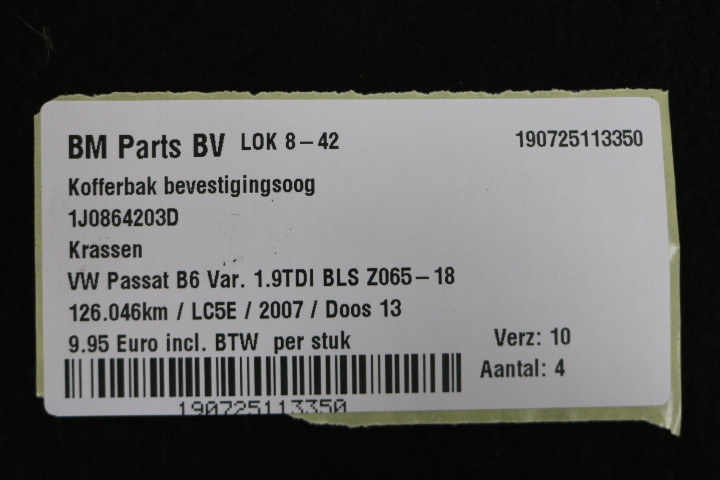 BM Parts BV LOK 8-42 190725113350
Kofferbak bevestigingsoog
1J0864203D
Krassen
VW Passat B6 Var. 1.9TDI BLS Z065-18
126.046km / LC5E / 2007 / Doos 13
9.95 Euro incl. BTW per stuk Verz: 10
Aantal: 4
190725113350